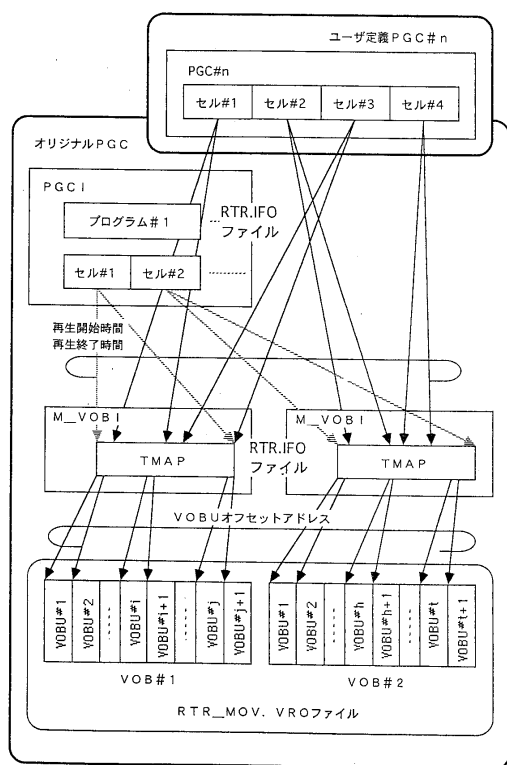 ユーザ定義PGC#n
PGC#n
セル#1 セル#2 セル#3 セル#4
オリジナルPGC
PGCI
プログラム#1
RTR.IFO
ファイル
セル#1 セル#2
再生開始時間
再生終了時間
M__VOBI
M__VOBI
TMAP
RTR.IFO
ファイル
TMAP
VOBUオフセットアドレス
VOBU#1
VOBU#2
VOBU#i
VOBU#i+1
VOBU#j
VOBU#j+1
VOBU#1
VOBU#2
VOBU#h
VOBU#h+1
VOBU#t
VOBU#t+1
VOB#1
VOB#2
RTR__MOV. VROファイル